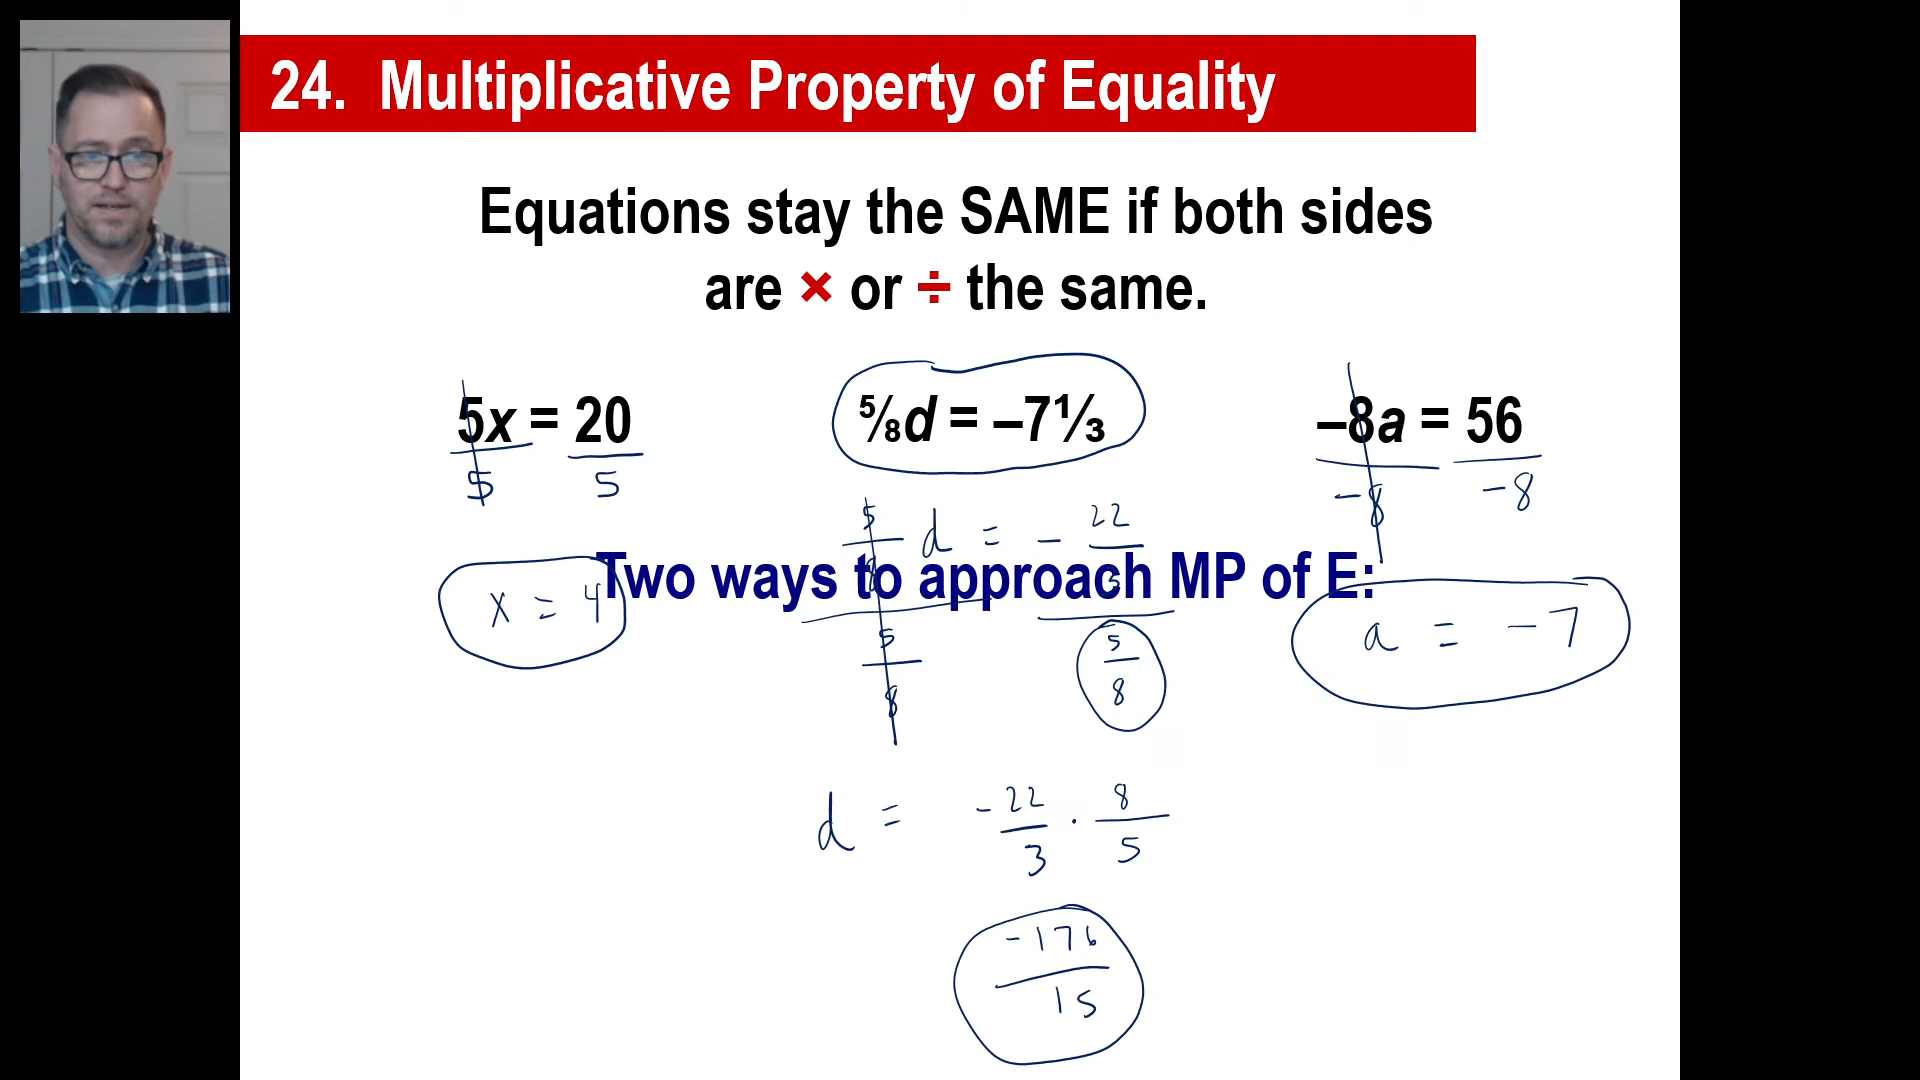 24. Multiplicative Property of Equality
Equations stay the SAME if both sides
are × or ÷ the same.
5x = 20
5 5
x = 4
⅝d = –7⅓
5/8 d = - 22/3
5/8 5/8
d = -22/3 · 8/5
-176/15
–8a = 56
-8 -8
a = -7
Two ways to approach MP of E: